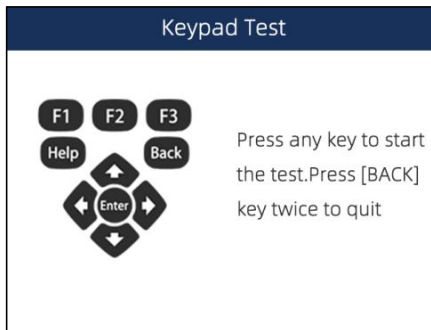 Keypad Test
F1 F2 F3
Help Back
Enter
Press any key to start
the test.Press [BACK]
key twice to quit